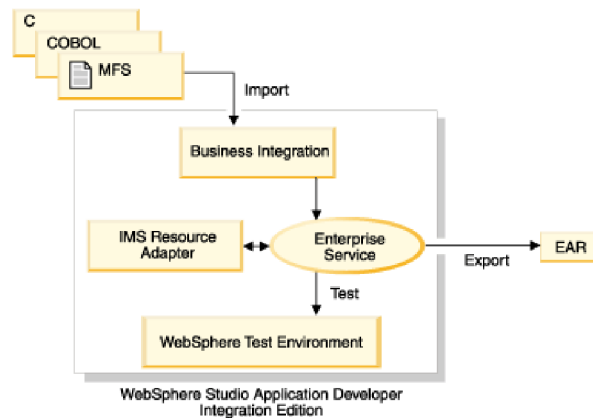 C
COBOL
MFS
Import
Business Integration
IMS Resource
Adapter
Enterprise
Service
EAR
Export
Test
WebSphere Test Environment
WebSphere Studio Application Developer
Integration Edition